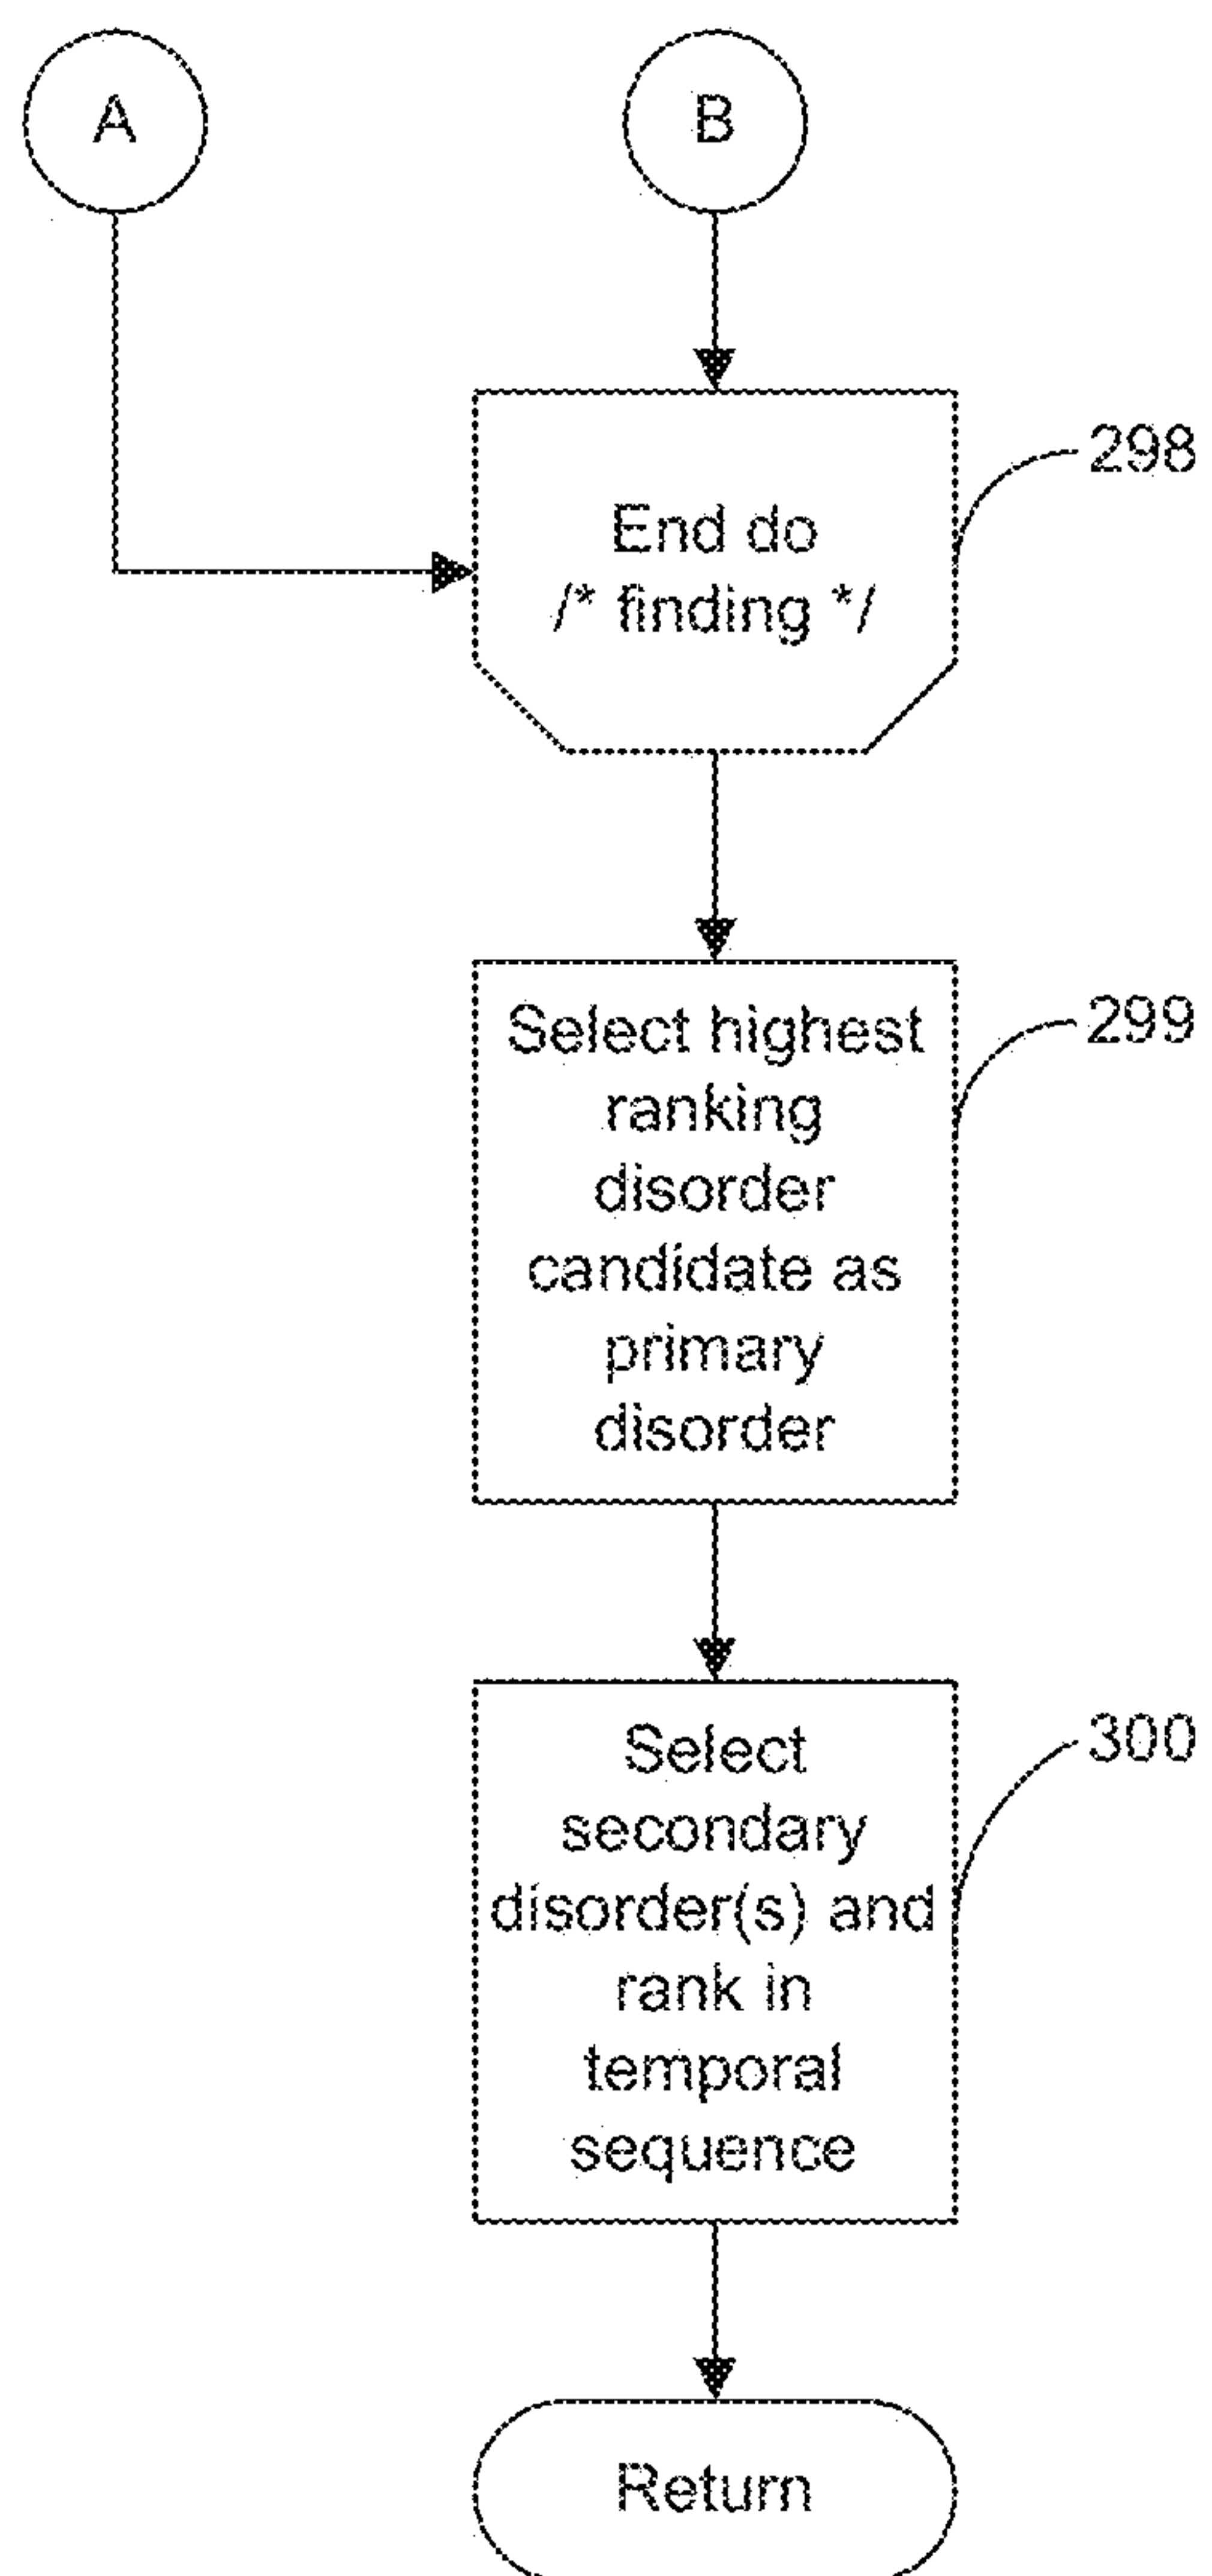 A
B
End do
/* finding */
298
Select highest
ranking
disorder
candidate as
primary
disorder
299
Select
secondary
disorder(s) and
rank in
temporal
sequence
300
Return